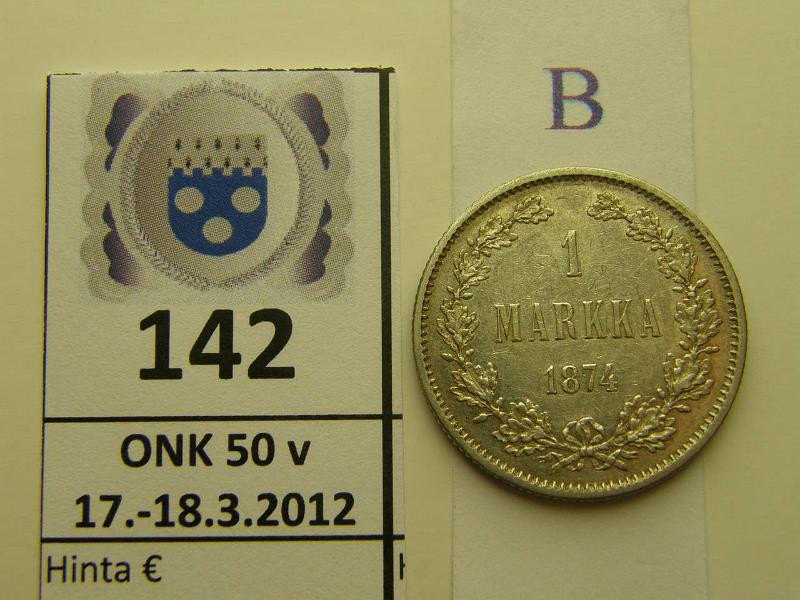 142
ONK 50 v
17.-18.3.2012
Hinta €
B
1
MARKKA
1874